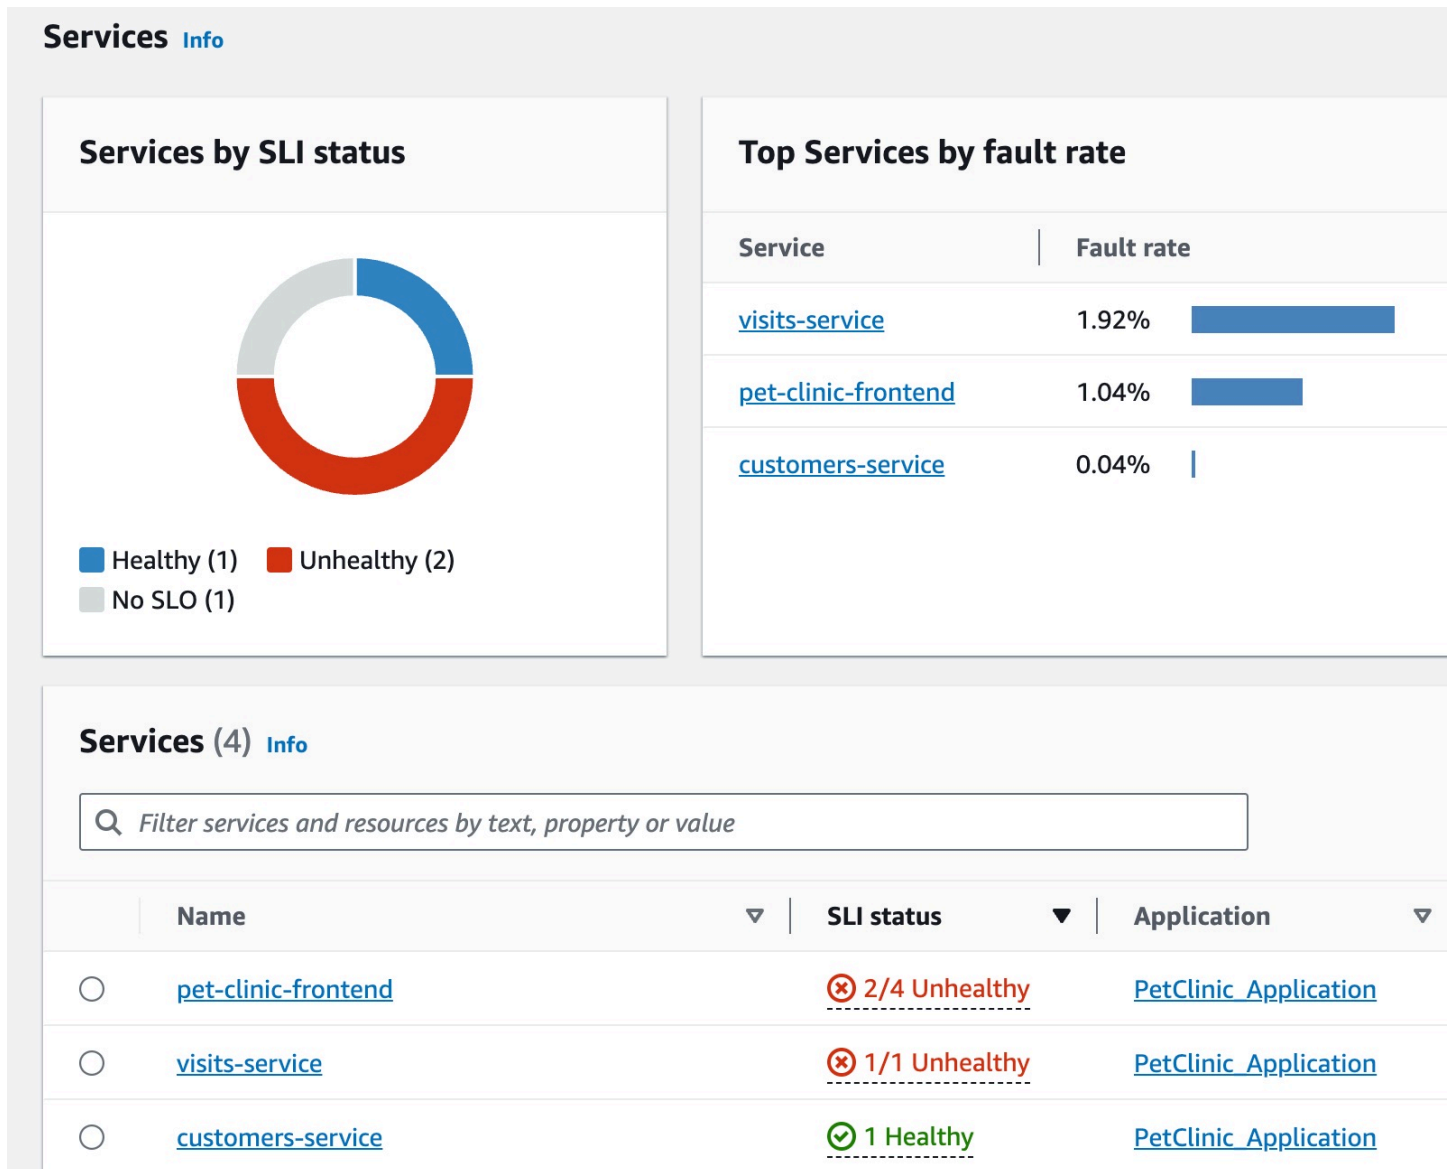 Services Info
Services by SLI status
Healthy (1) Unhealthy (2)
No SLO (1)
Top Services by fault rate
Service Fault rate
visits-service 1.92%
pet-clinic-frontend 1.04%
customers-service 0.04%
Services (4) Info
Filter services and resources by text, property or value
Name SLI status Application
pet-clinic-frontend 2/4 Unhealthy PetClinic_Application
visits-service 1/1 Unhealthy PetClinic_Application
customers-service 1 Healthy PetClinic_Application